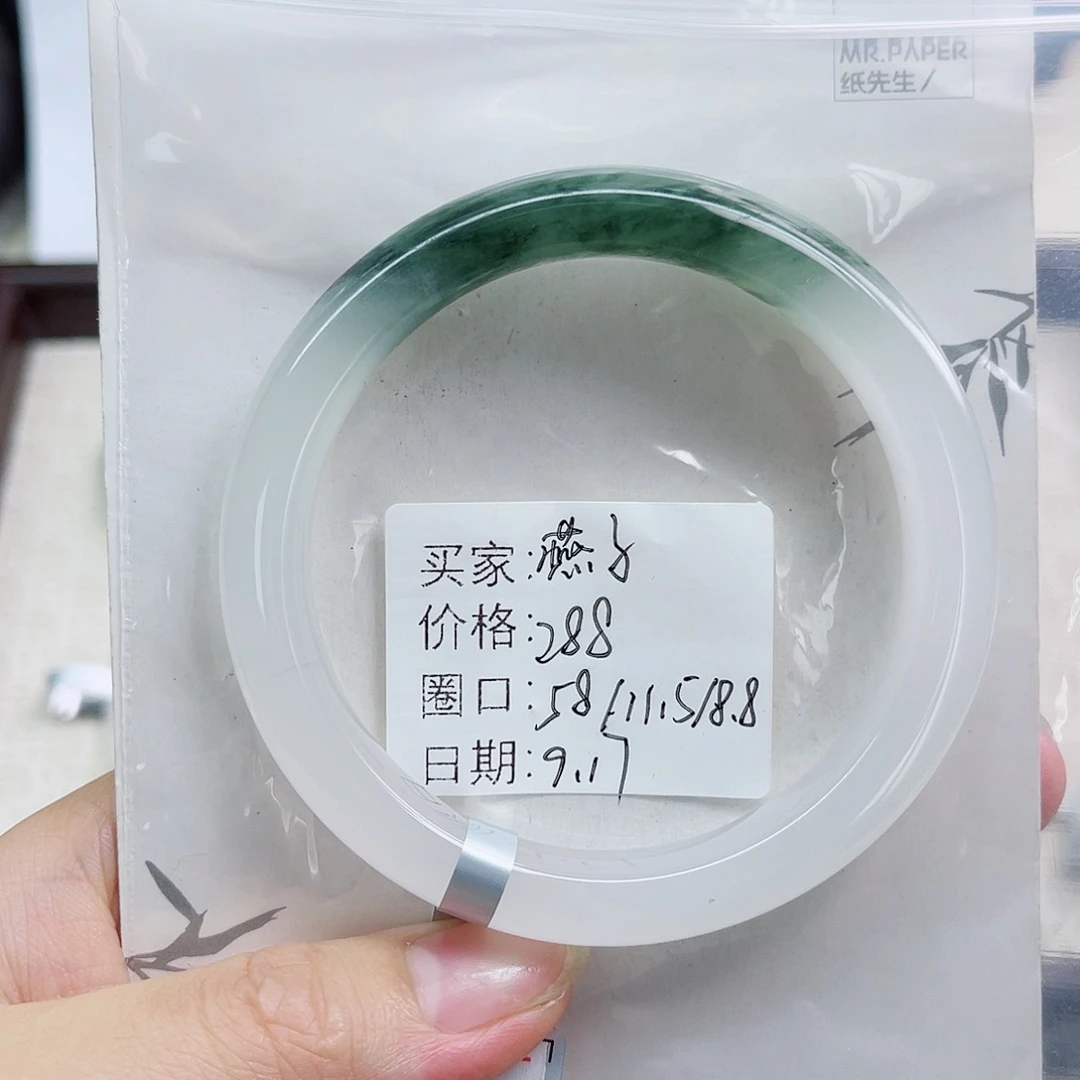 MR.PAPER
纸先生/
买家:燕子
价格:288
圈口:58/11.5/8.8
日期:9.17